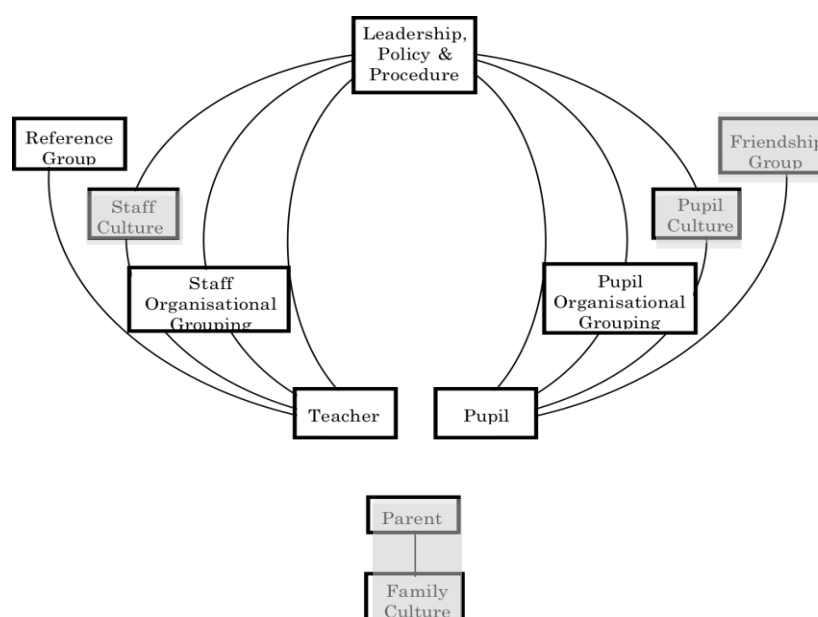 Leadership,
Policy &
Procedure
Reference
Group
Friendship
Group
Staff
Culture
Pupil
Culture
Staff
Organisational
Grouping
Pupil
Organisational
Grouping
Teacher
Pupil
Parent
Family
Culture